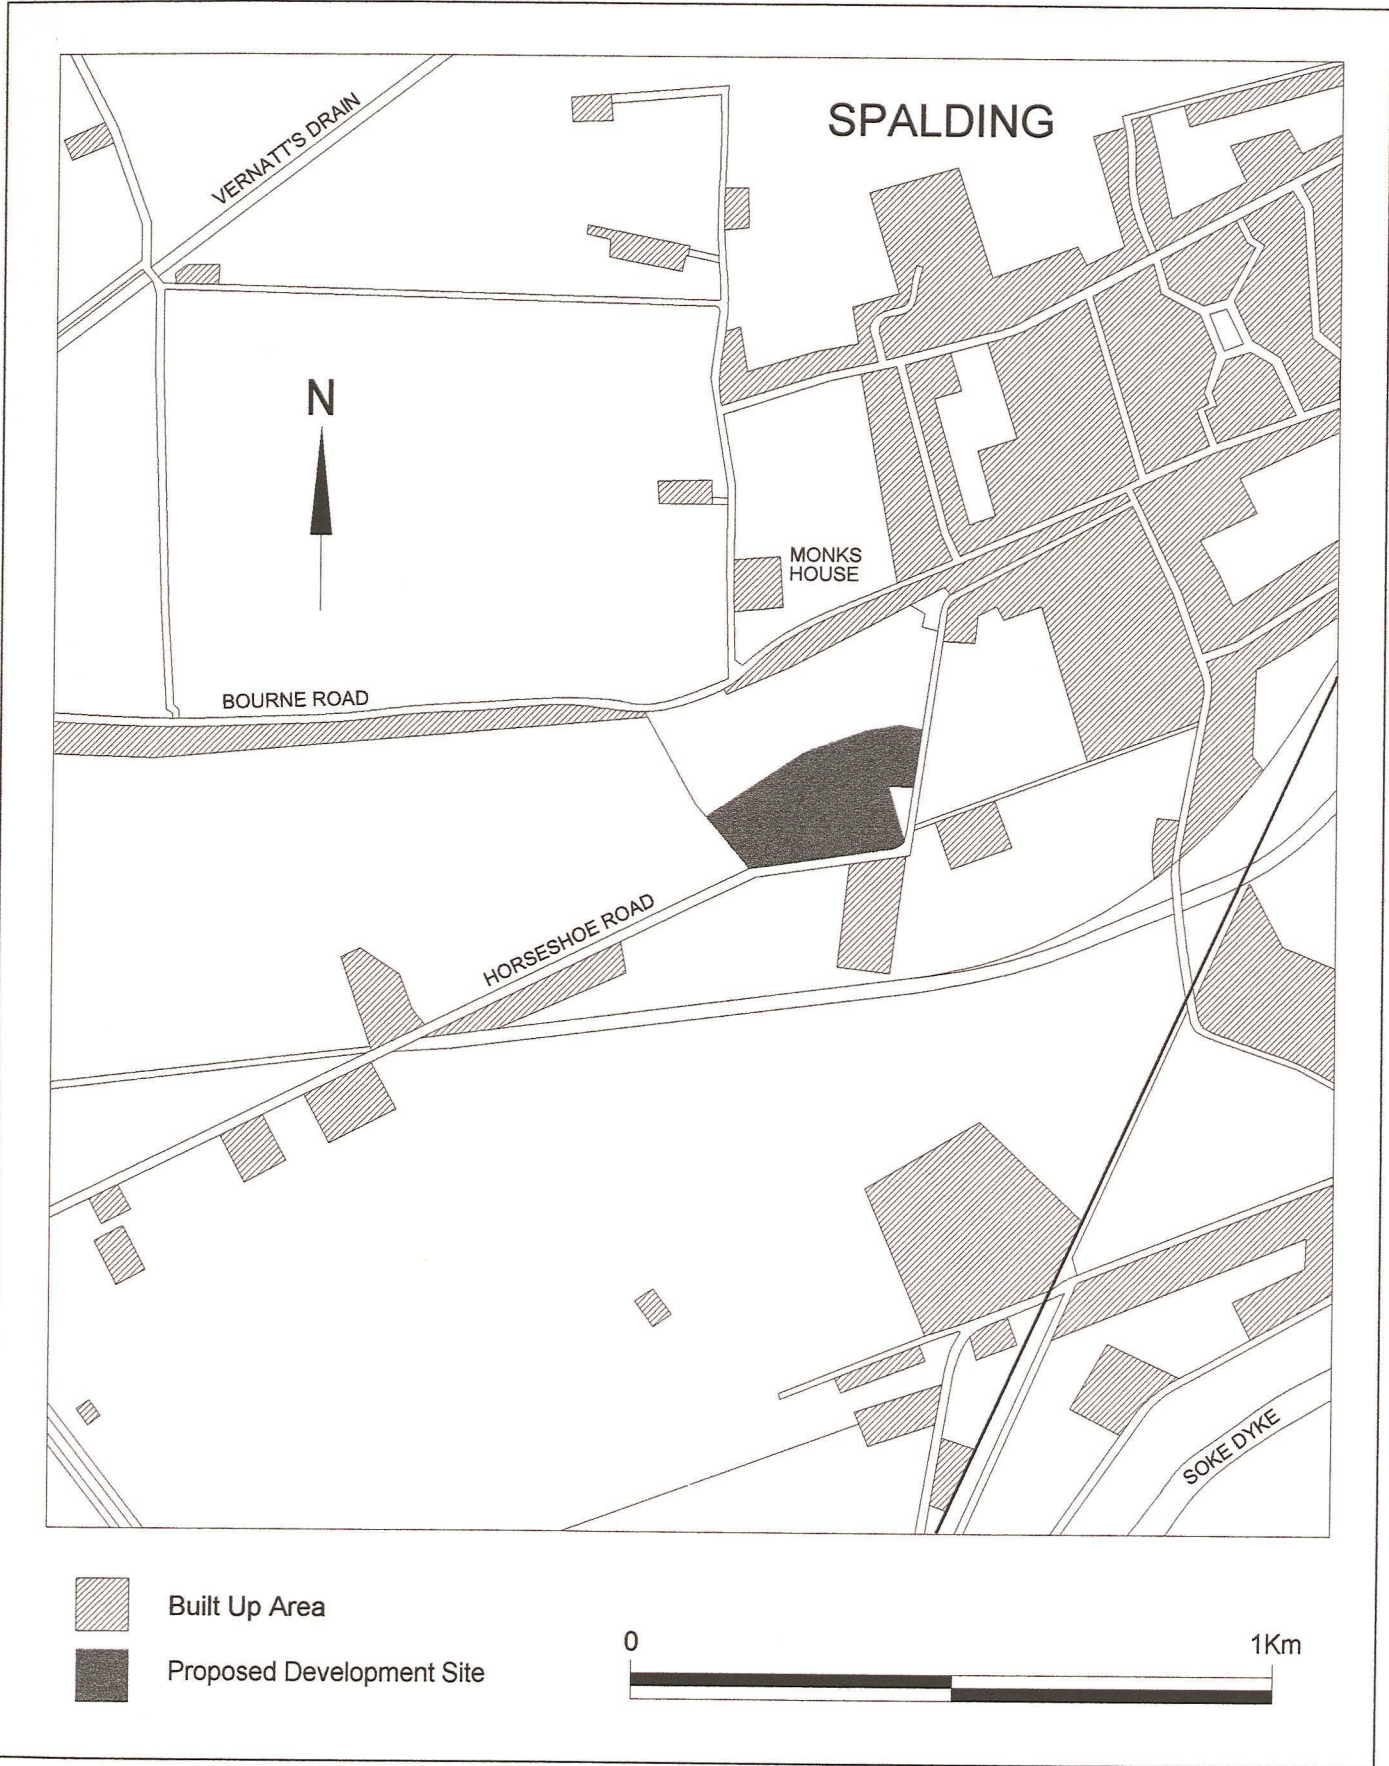 SPALDING
VERNATT'S DRAIN
N
MONKS
HOUSE
BOURNE ROAD
HORSESHOE ROAD
SOKE DYKE
Built Up Area
Proposed Development Site
0
1Km